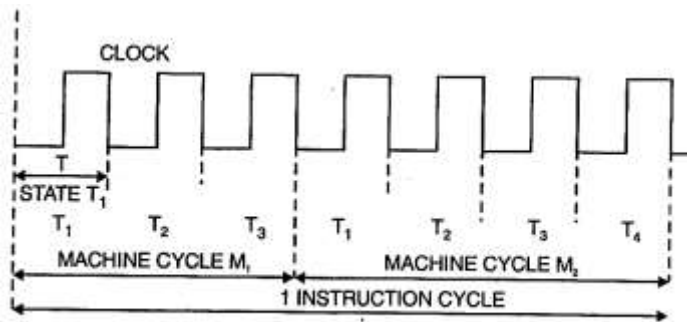 CLOCK
T
STATE T₁
T₁ T₂ T₃ T₁ T₂ T₃ T₄
MACHINE CYCLE M₁ MACHINE CYCLE M₂
1 INSTRUCTION CYCLE